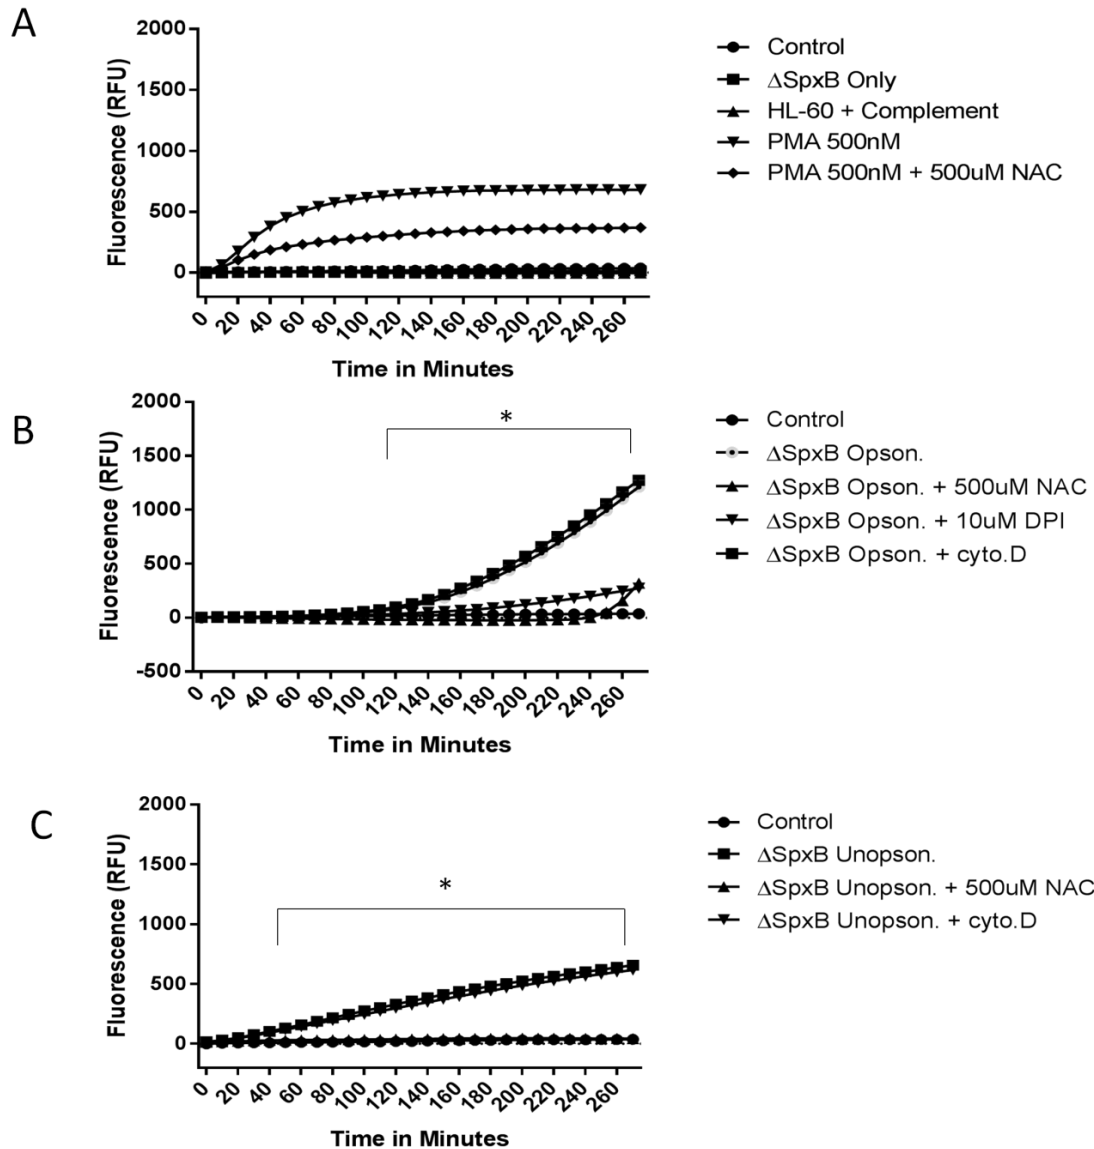 A
Fluorescence (RFU)
2000
1500
1000
500
0
0 20 40 60 80 100 120 140 160 180 200 220 240 260
Time in Minutes
Control
ΔSpxB Only
HL-60 + Complement
PMA 500nM
PMA 500nM + 500uM NAC
B
Fluorescence (RFU)
2000
1500
1000
500
0
-500
*
0 20 40 60 80 100 120 140 160 180 200 220 240 260
Time in Minutes
Control
ΔSpxB Opson.
ΔSpxB Opson. + 500uM NAC
ΔSpxB Opson. + 10uM DPI
ΔSpxB Opson. + cyto.D
C
Fluorescence (RFU)
2000
1500
1000
500
0
*
0 20 40 60 80 100 120 140 160 180 200 220 240 260
Time in Minutes
Control
ΔSpxB Unopson.
ΔSpxB Unopson. + 500uM NAC
ΔSpxB Unopson. + cyto.D